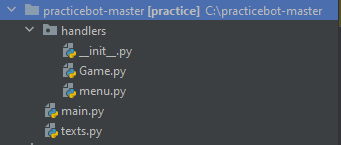 practicebot-master [practice] C:\practicebot-master
handlers
__init__.py
Game.py
menu.py
main.py
texts.py